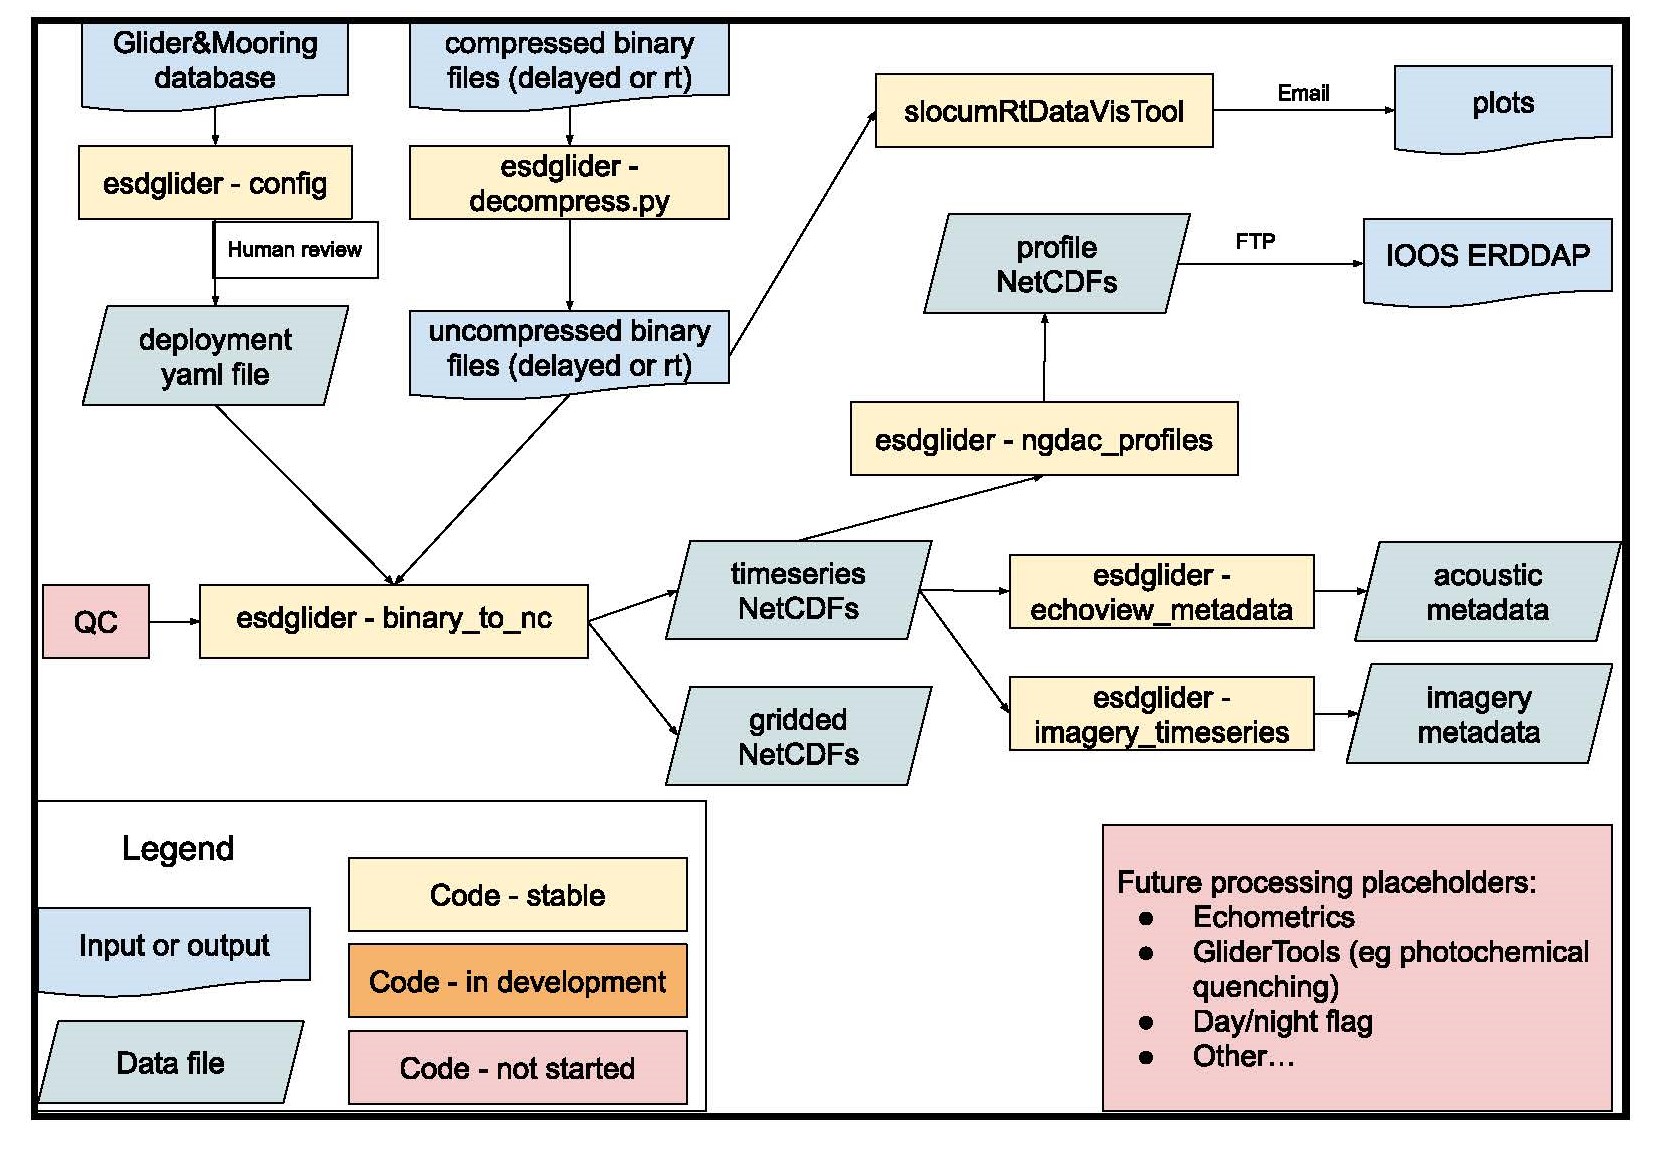 Glider&Mooring
database
compressed binary
files (delayed or rt)
slocumRtDataVisTool
Email
plots
esdglider - config
esdglider -
decompress.py
Human review
profile
NetCDFs
FTP
IOOS ERDDAP
deployment
yaml file
uncompressed binary
files (delayed or rt)
esdglider - ngdac_profiles
QC
esdglider - binary_to_nc
timeseries
NetCDFs
esdglider -
echoview_metadata
acoustic
metadata
gridded
NetCDFs
esdglider -
imagery_timeseries
imagery
metadata
Legend
Input or output
Data file
Code - stable
Code - in development
Code - not started
Future processing placeholders:
● Echometrics
● GliderTools (eg photochemical
quenching)
● Day/night flag
● Other…